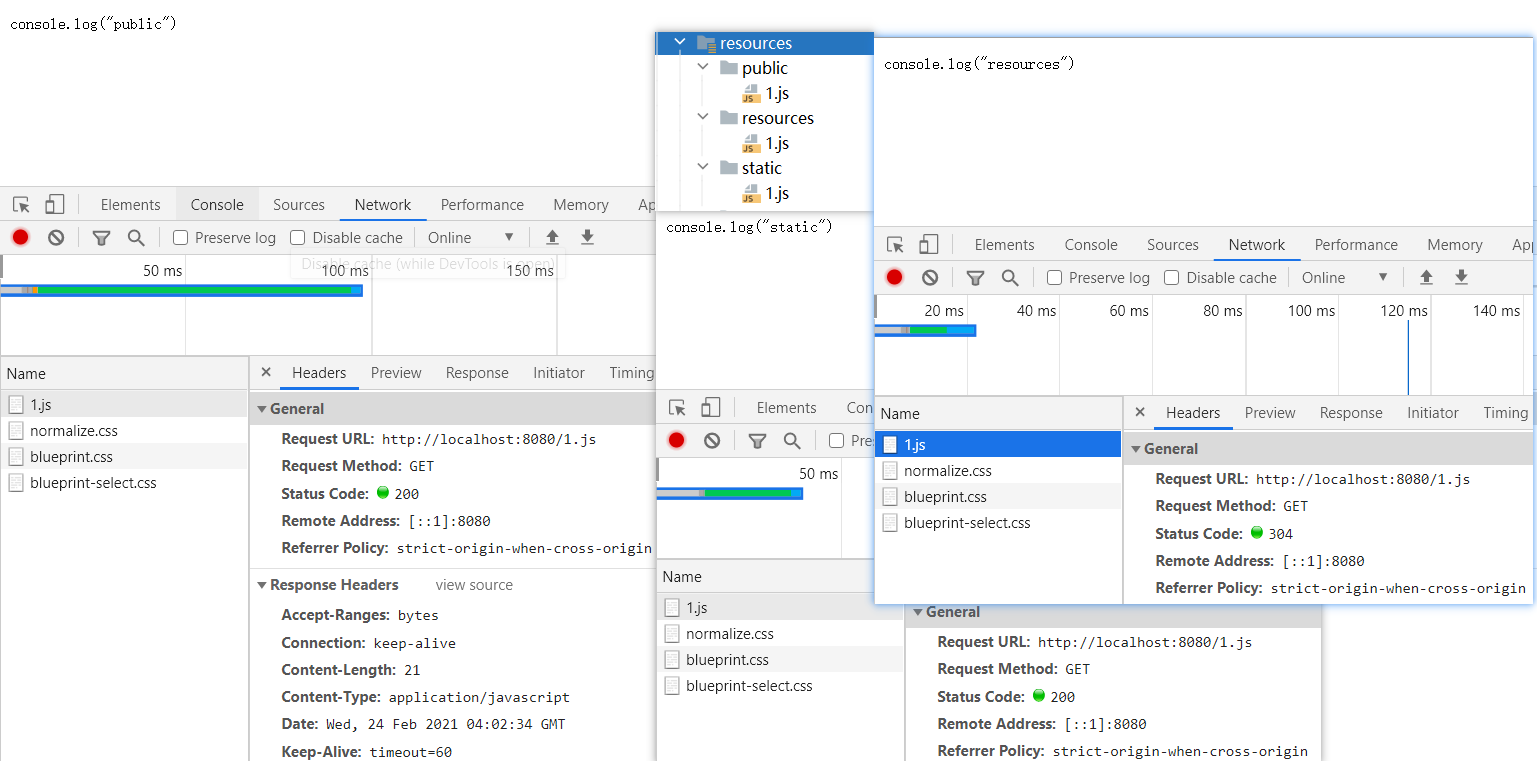 console.log("public")
Elements Console Sources Network Performance Memory Ap
Preserve log Disable cache Online ▼
Disable cache (while DevTools is open)
50 ms 100 ms 150 ms
Name
1.js
normalize.css
blueprint.css
blueprint-select.css
× Headers Preview Response Initiator Timing
▼ General
Request URL: http://localhost:8080/1.js
Request Method: GET
Status Code: 200
Remote Address: [::1]:8080
Referrer Policy: strict-origin-when-cross-origin
▼ Response Headers view source
Accept-Ranges: bytes
Connection: keep-alive
Content-Length: 21
Content-Type: application/javascript
Date: Wed, 24 Feb 2021 04:02:34 GMT
Keep-Alive: timeout=60
resources
public
JS 1.js
resources
JS 1.js
static
JS 1.js
console.log("static")
Elements Con
Pre
50 ms
Name
1.js
normalize.css
blueprint.css
blueprint-select.css
▼ General
Request URL: http://localhost:8080/1.js
Request Method: GET
Status Code: 200
Remote Address: [::1]:8080
Referrer Policy: strict-origin-when-cross-origin
console.log("resources")
Elements Console Sources Network Performance Memory App
Preserve log Disable cache Online ▼
20 ms 40 ms 60 ms 80 ms 100 ms 120 ms 140 ms
Name
1.js
normalize.css
blueprint.css
blueprint-select.css
× Headers Preview Response Initiator Timing
▼ General
Request URL: http://localhost:8080/1.js
Request Method: GET
Status Code: 304
Remote Address: [::1]:8080
Referrer Policy: strict-origin-when-cross-origin